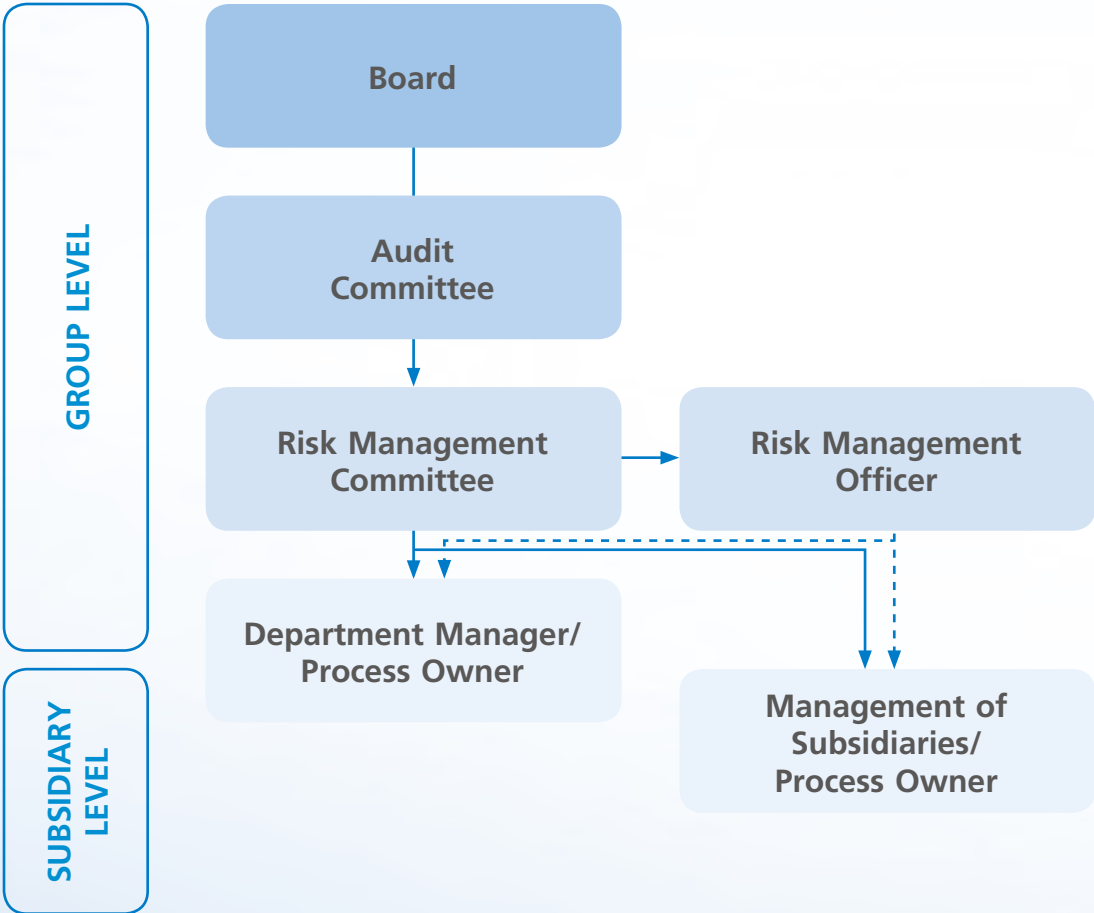 GROUP LEVEL
Board
Audit
Committee
Risk Management
Committee
Risk Management
Officer
Department Manager/
Process Owner
SUBSIDIARY
LEVEL
Management of
Subsidiaries/
Process Owner